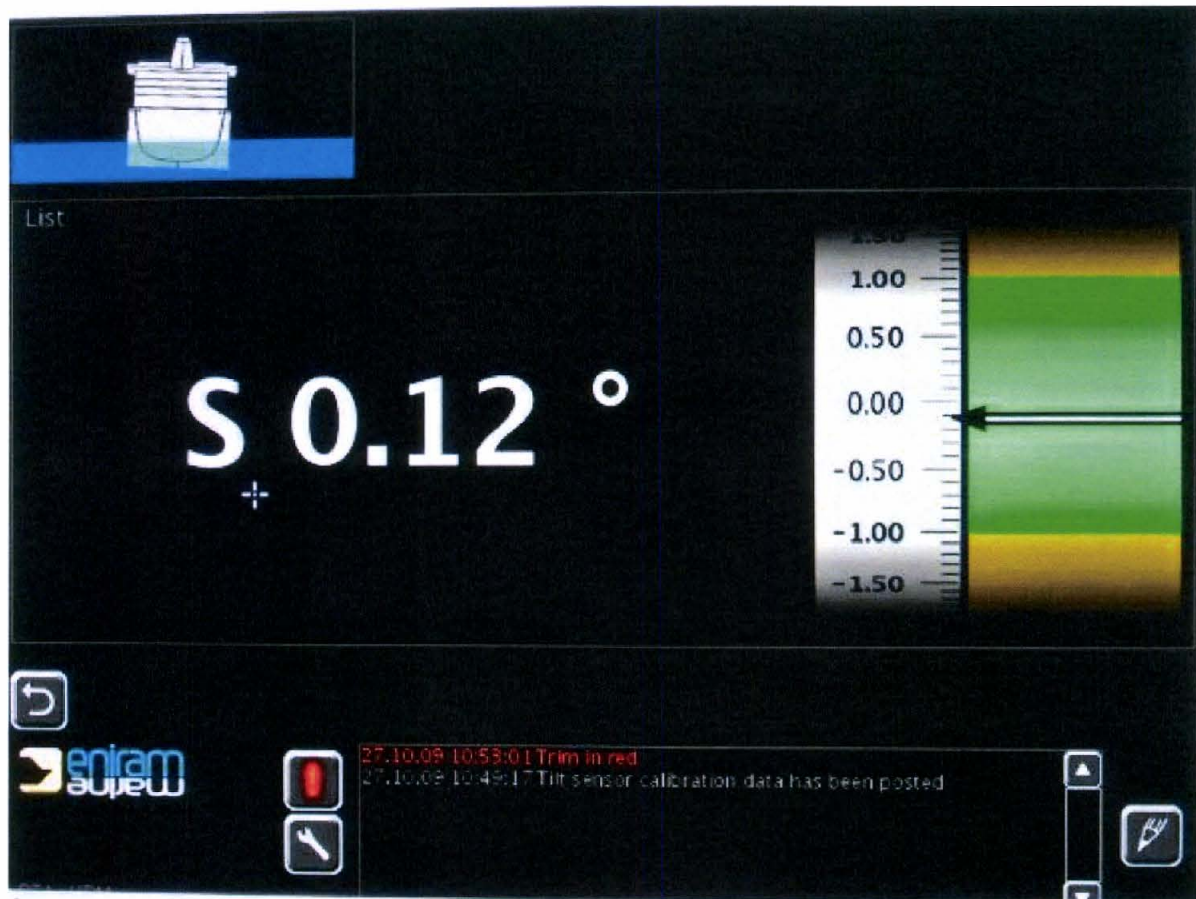 List
S 0.12 °
1.50
1.00
0.50
0.00
-0.50
-1.00
-1.50
eniram
marine
27.10.09 10:53:01 Trim in red
27.10.09 10:49:17 Tilt sensor calibration data has been posted